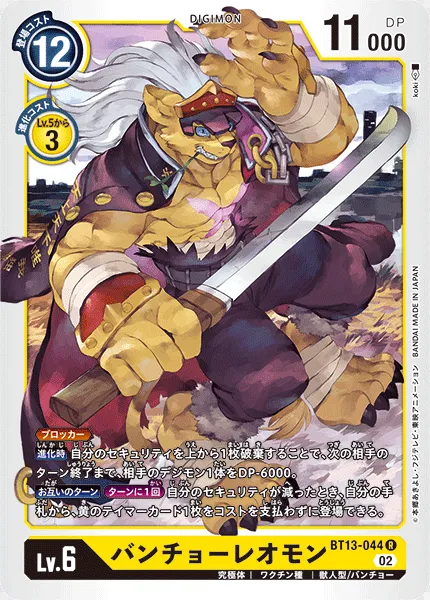 DIGIMON
登場コスト
12
11000
DP
進化コスト
Lv.5から
3
koki
ブロッカー
進化時 自分のセキュリティを上から1枚破棄することで、次の相手の
ターン終了まで、相手のデジモン1体をDP-6000。
お互いのターン ターンに1回 自分のセキュリティが減ったとき、自分の手
札から、黄のテイマーカード1枚をコストを支払わずに登場できる。
©本郷あきよし・フジテレビ・東映アニメーション BANDAI MADE IN JAPAN
BT13-044 R
Lv.6
バンチョーレオモン
02
究極体 | ワクチン種 | 獣人型/バンチョー